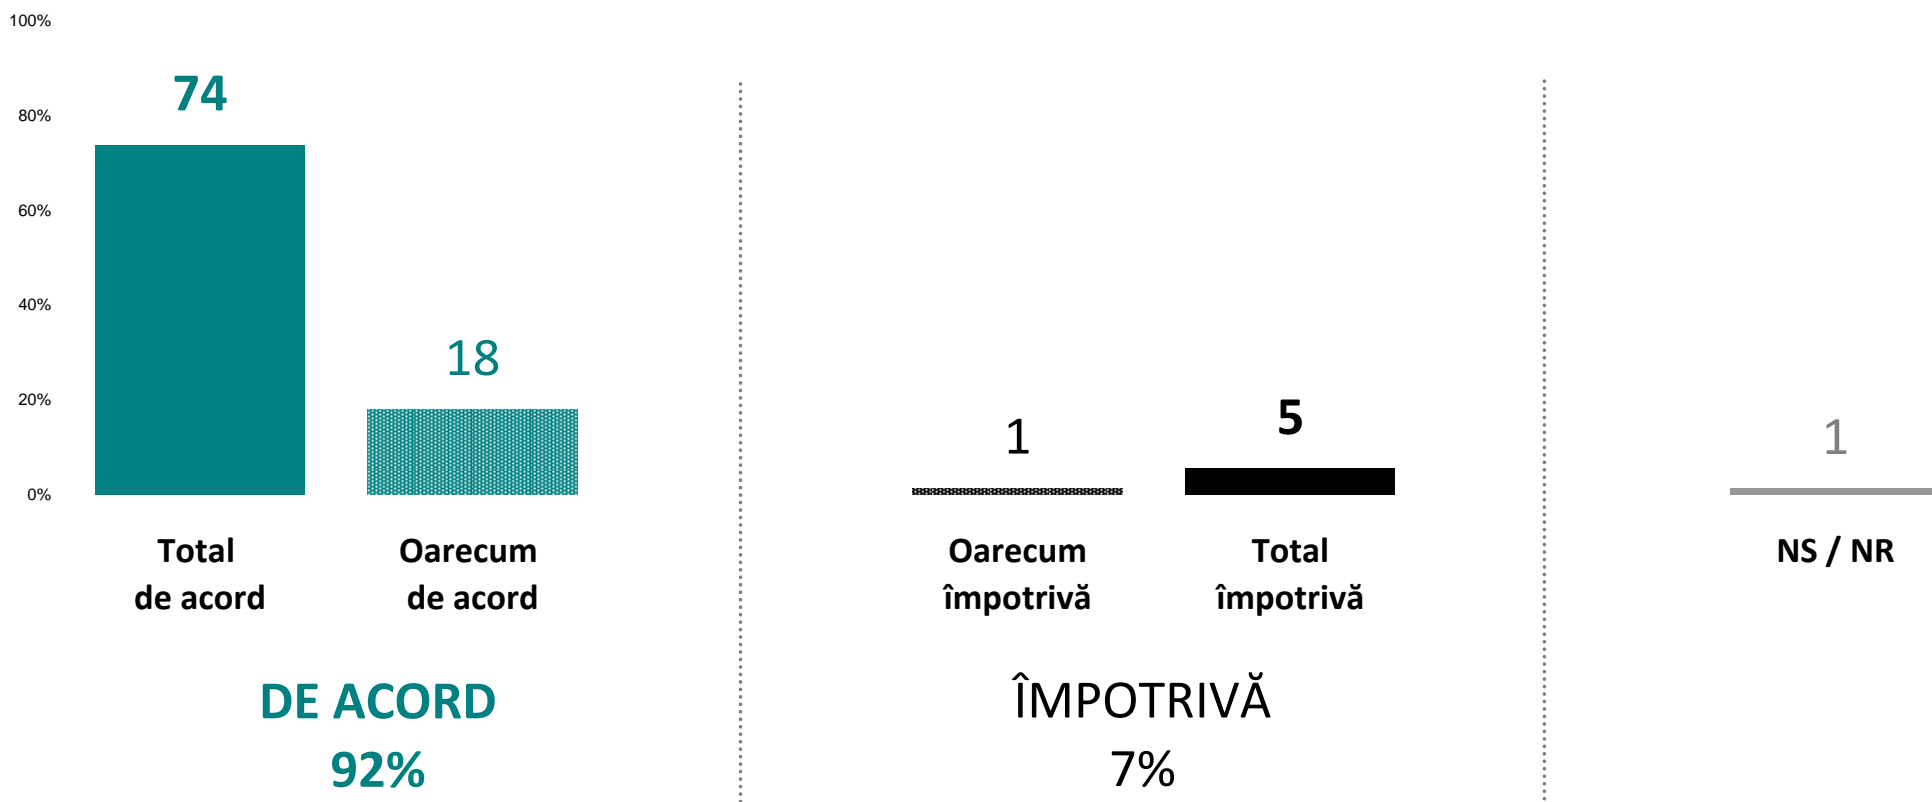 100%
80%
60%
40%
20%
0%
74
18
1
5
1
Total
de acord
Oarecum
de acord
Oarecum
împotrivă
Total
împotrivă
NS / NR
DE ACORD
92%
ÎMPOTRIVĂ
7%